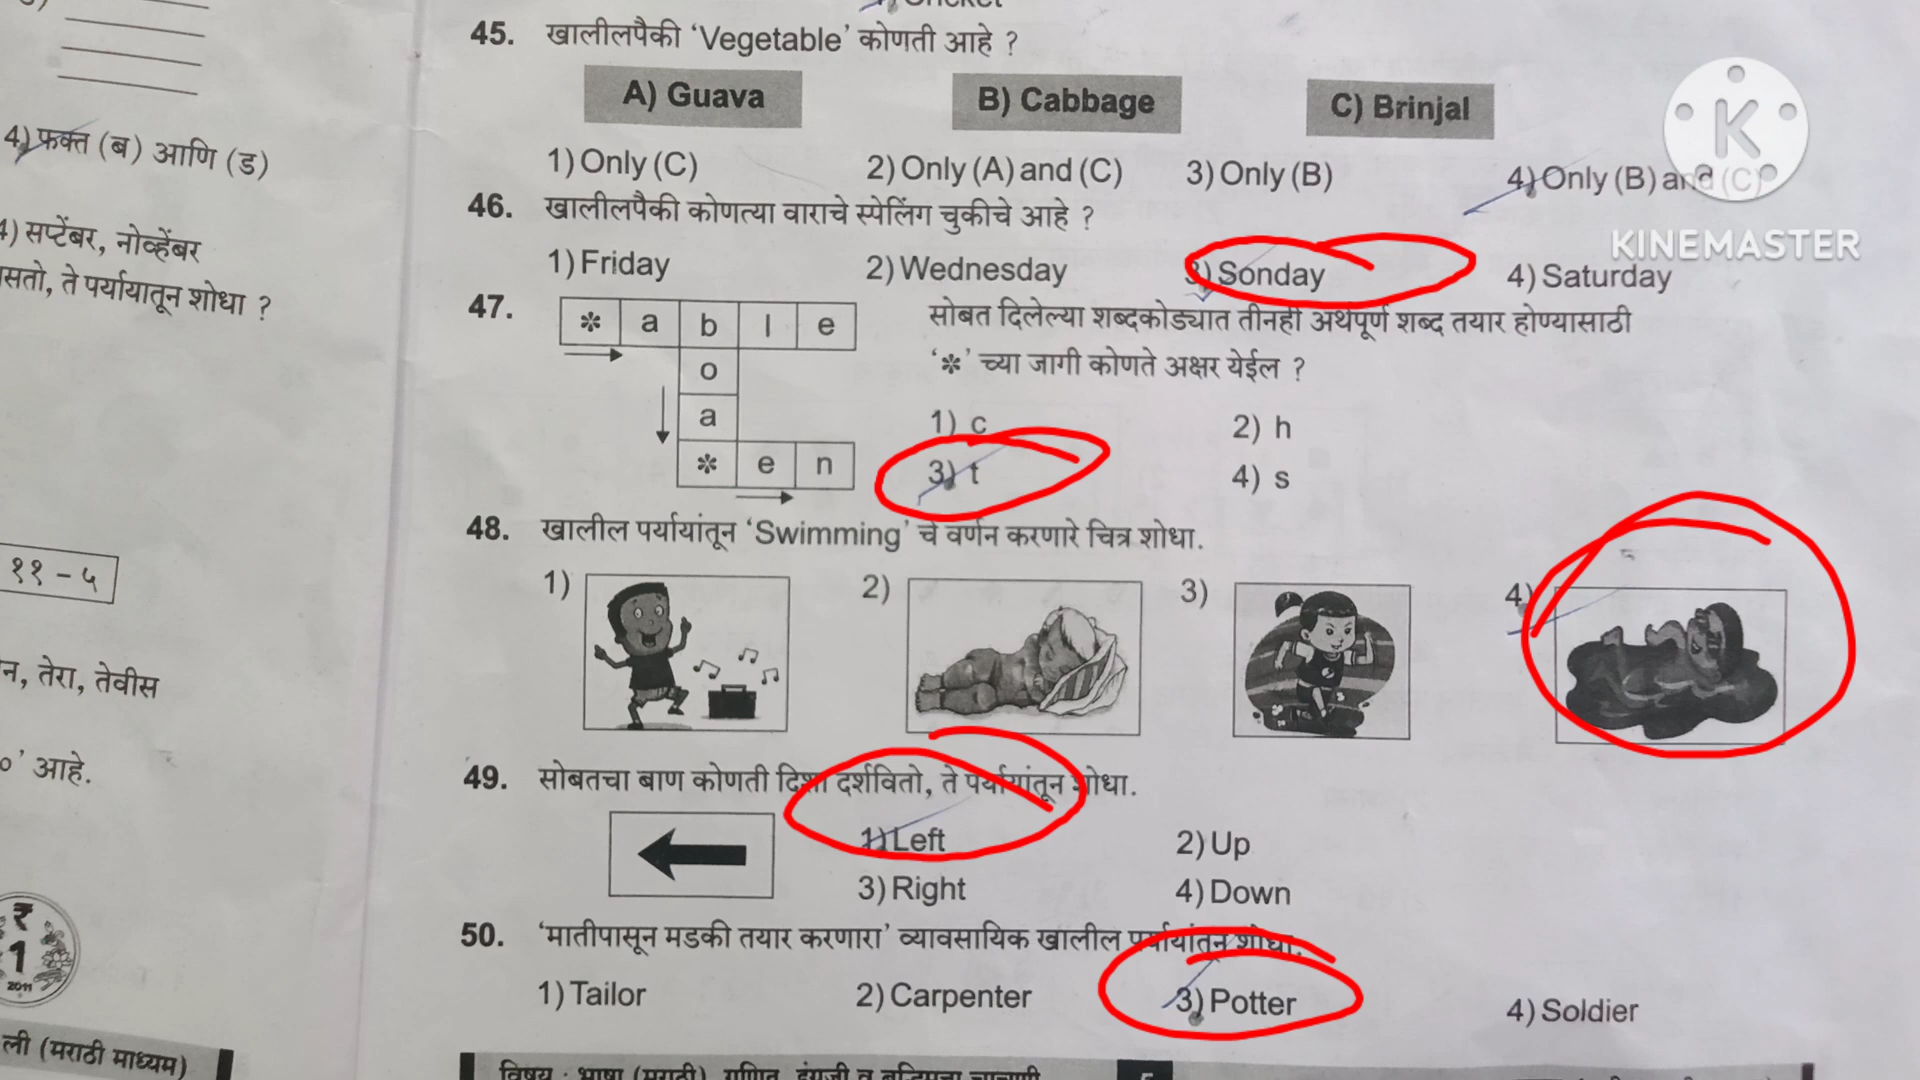 45. खालीलपैकी ‘Vegetable’ कोणती आहे ?
A) Guava B) Cabbage C) Brinjal
1) Only (C) 2) Only (A) and (C) 3) Only (B) 4) Only (B) and (C)
46. खालीलपैकी कोणत्या वाराचे स्पेलिंग चुकीचे आहे ?
1) Friday 2) Wednesday 3) Sonday 4) Saturday
47. सोबत दिलेल्या शब्दकोड्यात तीनही अर्थपूर्ण शब्द तयार होण्यासाठी
‘*’ च्या जागी कोणते अक्षर येईल ?
* a b l e
o
a
* e n
1) c 2) h
3) t 4) s
48. खालील पर्यायांतून ‘Swimming’ चे वर्णन करणारे चित्र शोधा.
1) 2) 3) 4)
49. सोबतचा बाण कोणती दिशा दर्शवितो, ते पर्यायांतून शोधा.
1) Left 2) Up
3) Right 4) Down
50. ‘मातीपासून मडकी तयार करणारा’ व्यावसायिक खालील पर्यायांतून शोधा.
1) Tailor 2) Carpenter 3) Potter 4) Soldier
4) फक्त (ब) आणि (ड)
4) सप्टेंबर, नोव्हेंबर
ते पर्यायातून शोधा ?
११ – ५
तेरा, तेवीस
०’ आहे.
₹
1
2011
ली (मराठी माध्यम)
K
KINEMASTER